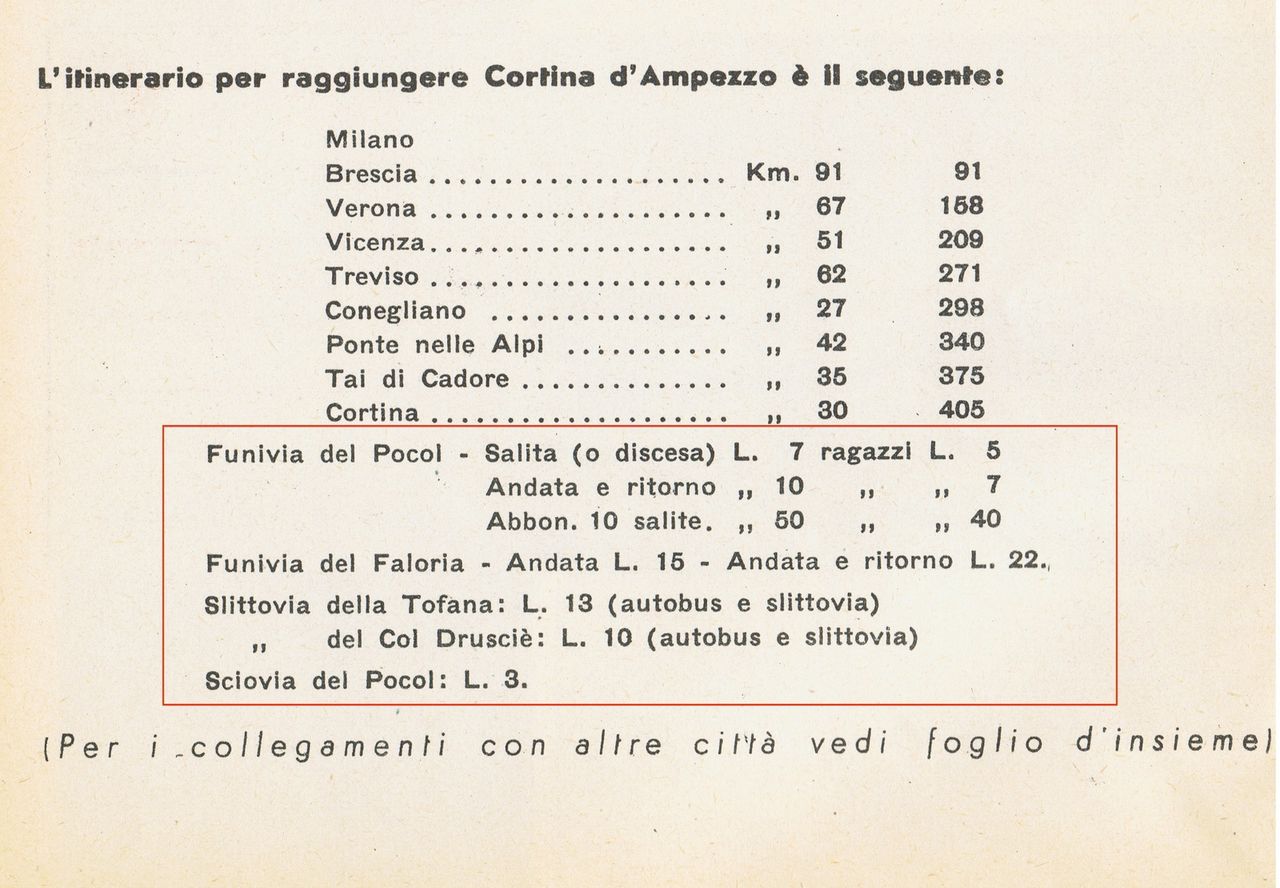 L'itinerario per raggiungere Cortina d'Ampezzo è il seguente:
Milano
Brescia .................... Km. 91 91
Verona .................... „ 67 158
Vicenza.................... „ 51 209
Treviso .................... „ 62 271
Conegliano ................ „ 27 298
Ponte nelle Alpi ........... „ 42 340
Tai di Cadore .............. „ 35 375
Cortina .................... „ 30 405
Funivia del Pocol - Salita (o discesa) L. 7 ragazzi L. 5
Andata e ritorno „ 10 „ „ 7
Abbon. 10 salite. „ 50 „ „ 40
Funivia del Faloria - Andata L. 15 - Andata e ritorno L. 22.
Slittovia della Tofana: L. 13 (autobus e slittovia)
„ del Col Drusciè: L. 10 (autobus e slittovia)
Sciovia del Pocol: L. 3.
(Per i collegamenti con altre città vedi foglio d'insieme)